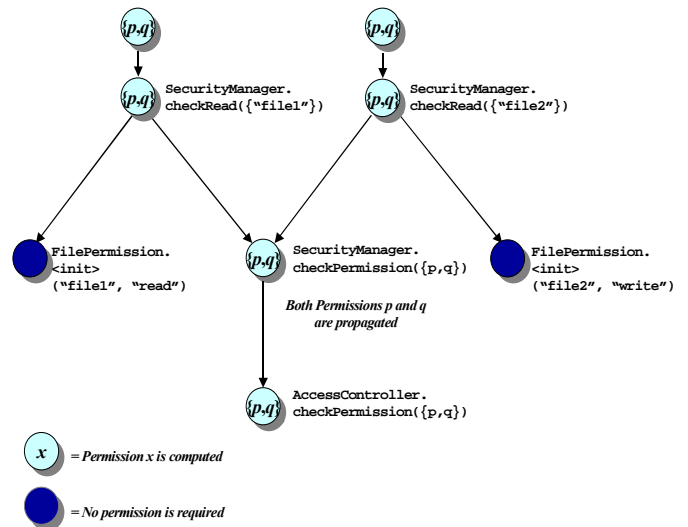 {p,q}
{p,q}
{p,q}
SecurityManager.
checkRead({“file1”})
{p,q}
SecurityManager.
checkRead({“file2”})
FilePermission.
<init>
(“file1”, “read”)
{p,q}
SecurityManager.
checkPermission({p,q})
FilePermission.
<init>
(“file2”, “write”)
Both Permissions p and q
are propagated
{p,q}
AccessController.
checkPermission({p,q})
x
= Permission x is computed
= No permission is required